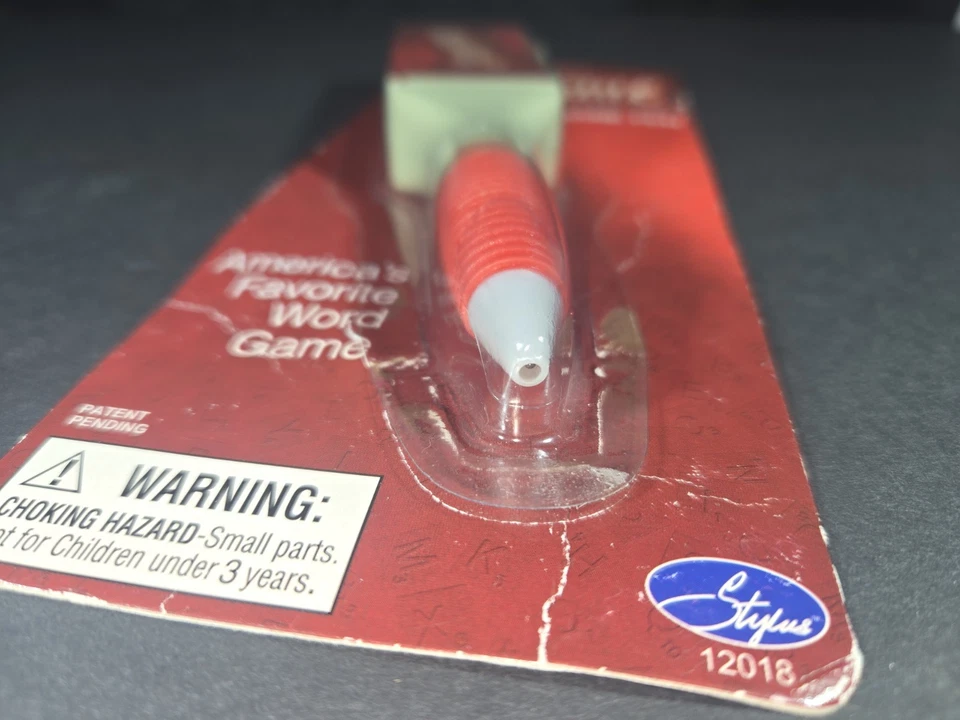 America's
Favorite
Word
Game
PATENT
PENDING
WARNING:
CHOKING HAZARD-Small parts.
for Children under 3 years.
Stylus
12018